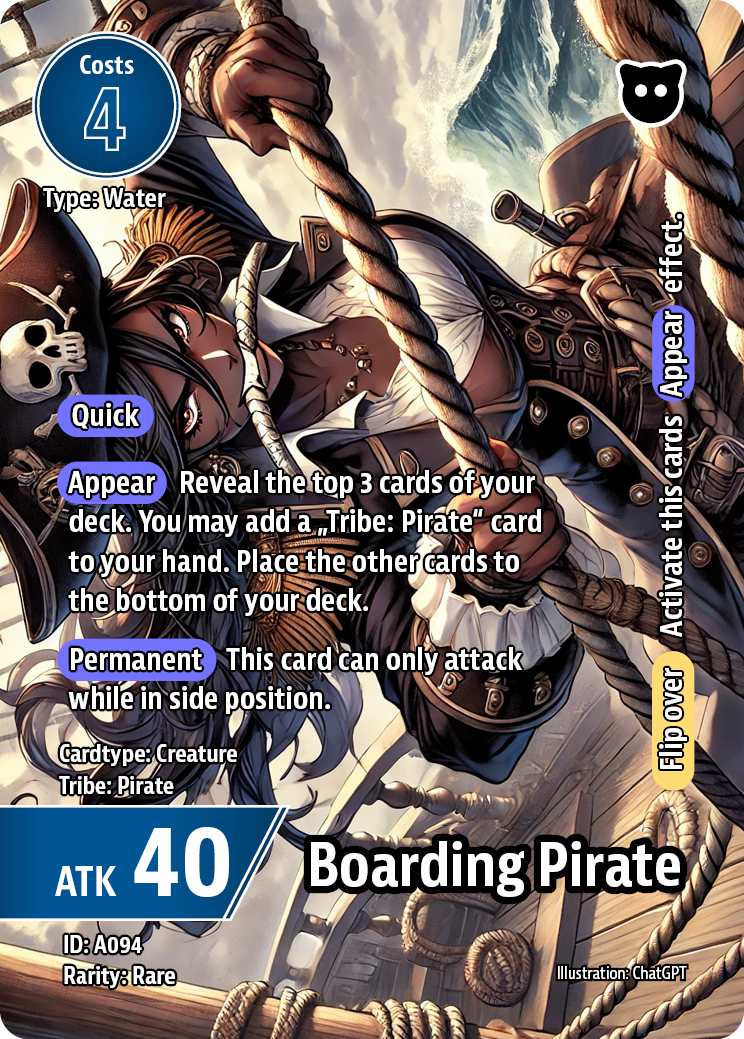 Costs
4
Type: Water
Quick
Appear Reveal the top 3 cards of your
deck. You may add a „Tribe: Pirate“ card
to your hand. Place the other cards to
the bottom of your deck.
Permanent This card can only attack
while in side position.
Cardtype: Creature
Tribe: Pirate
Flip over Activate this cards Appear effect.
ATK 40
Boarding Pirate
ID: A094
Rarity: Rare
Illustration: ChatGPT